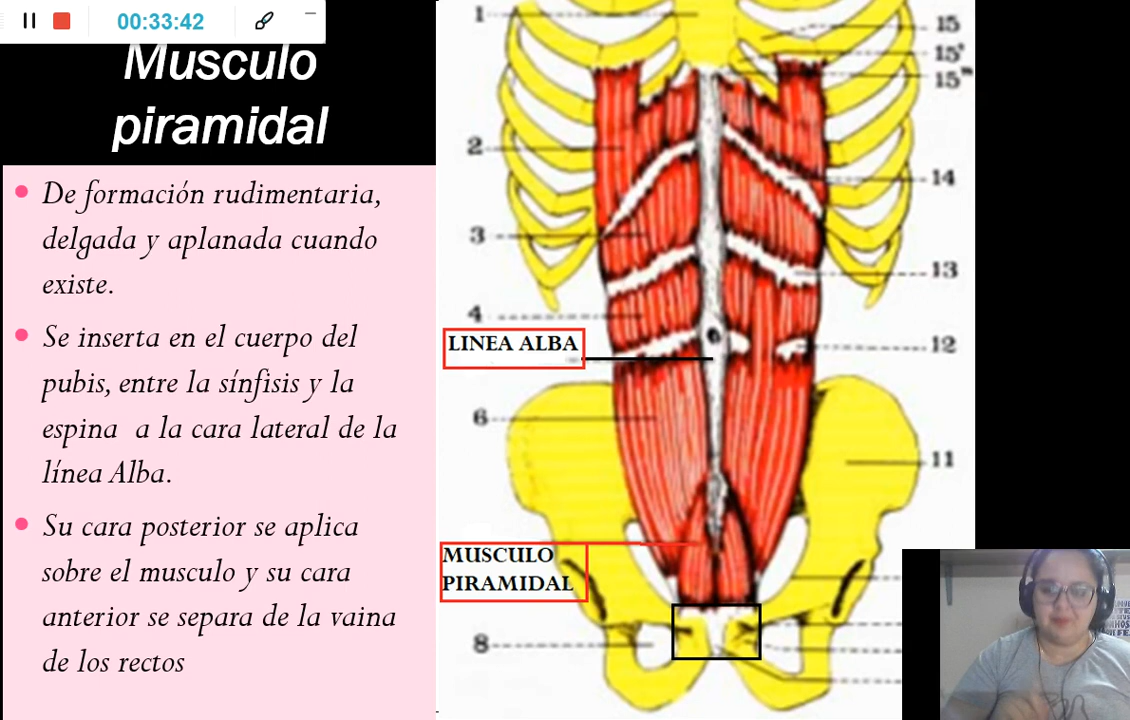 00:33:42
Musculo
piramidal
De formación rudimentaria,
delgada y aplanada cuando
existe.
Se inserta en el cuerpo del
pubis, entre la sínfisis y la
espina a la cara lateral de la
línea Alba.
Su cara posterior se aplica
sobre el musculo y su cara
anterior se separa de la vaina
de los rectos
1
15
15'
2
14
3
13
4
LINEA ALBA
12
6
11
MUSCULO
PIRAMIDAL
8